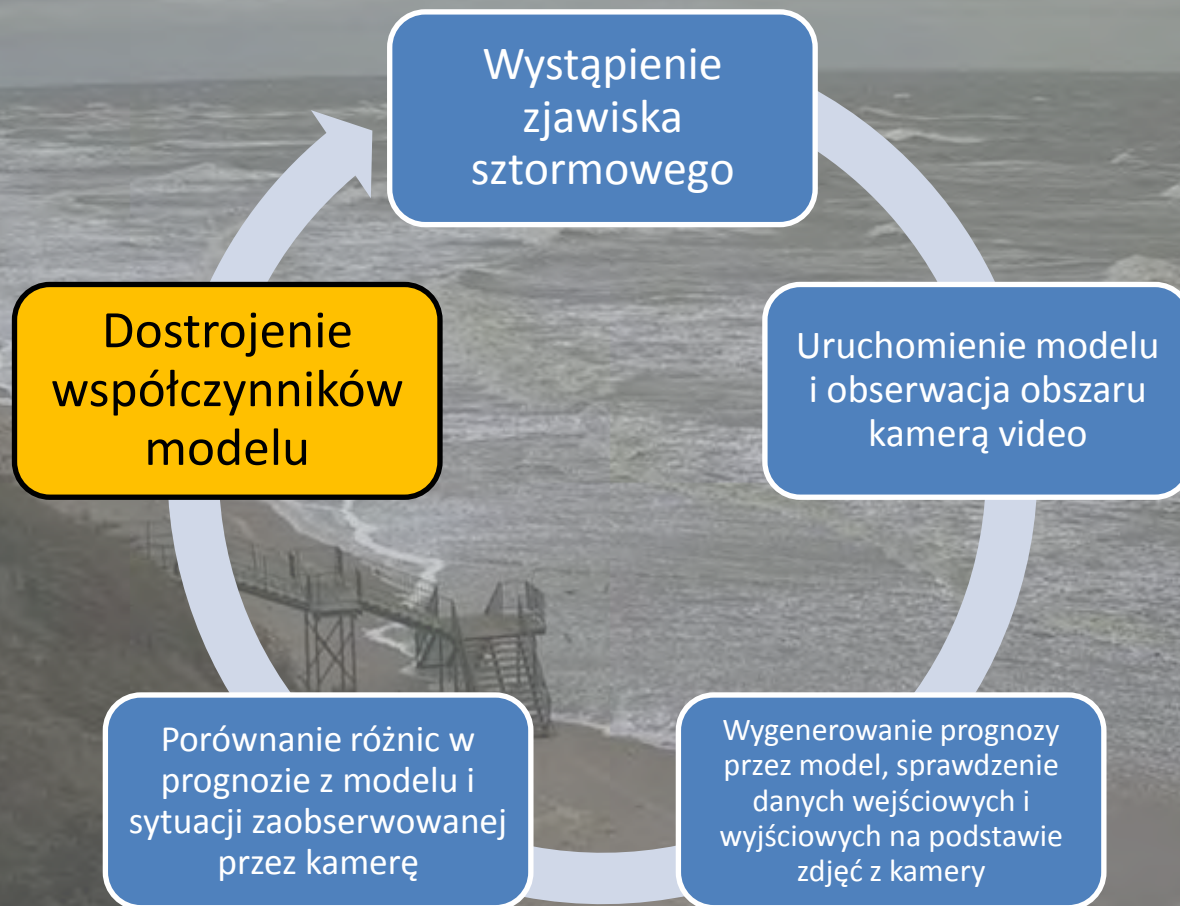 Wystąpienie
zjawiska
sztormowego
Uruchomienie modelu
i obserwacja obszaru
kamerą video
Wygenerowanie prognozy
przez model, sprawdzenie
danych wejściowych i
wyjściowych na podstawie
zdjęć z kamery
Porównanie różnic w
prognozie z modelu i
sytuacji zaobserwowanej
przez kamerę
Dostrojenie
współczynników
modelu